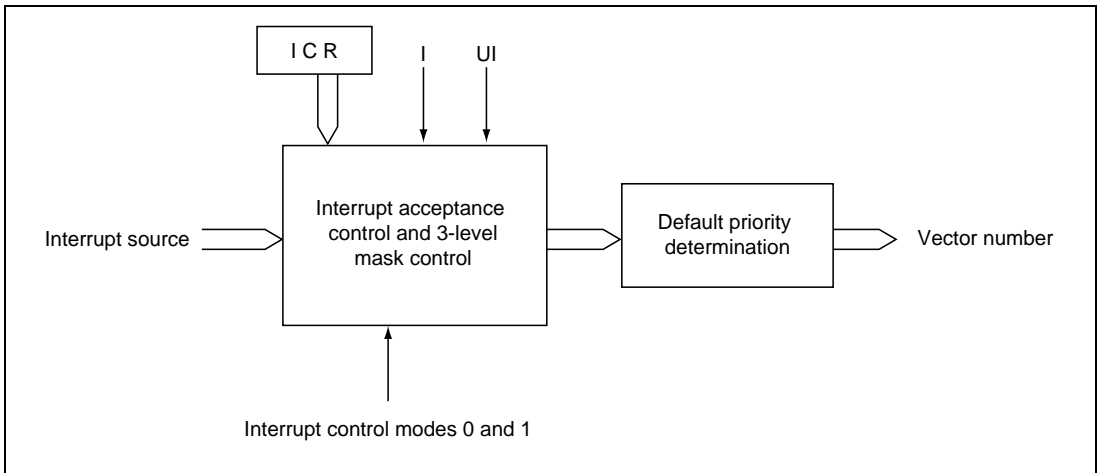 I C R
I
UI
Interrupt acceptance
control and 3-level
mask control
Default priority
determination
Interrupt source
Vector number
Interrupt control modes 0 and 1